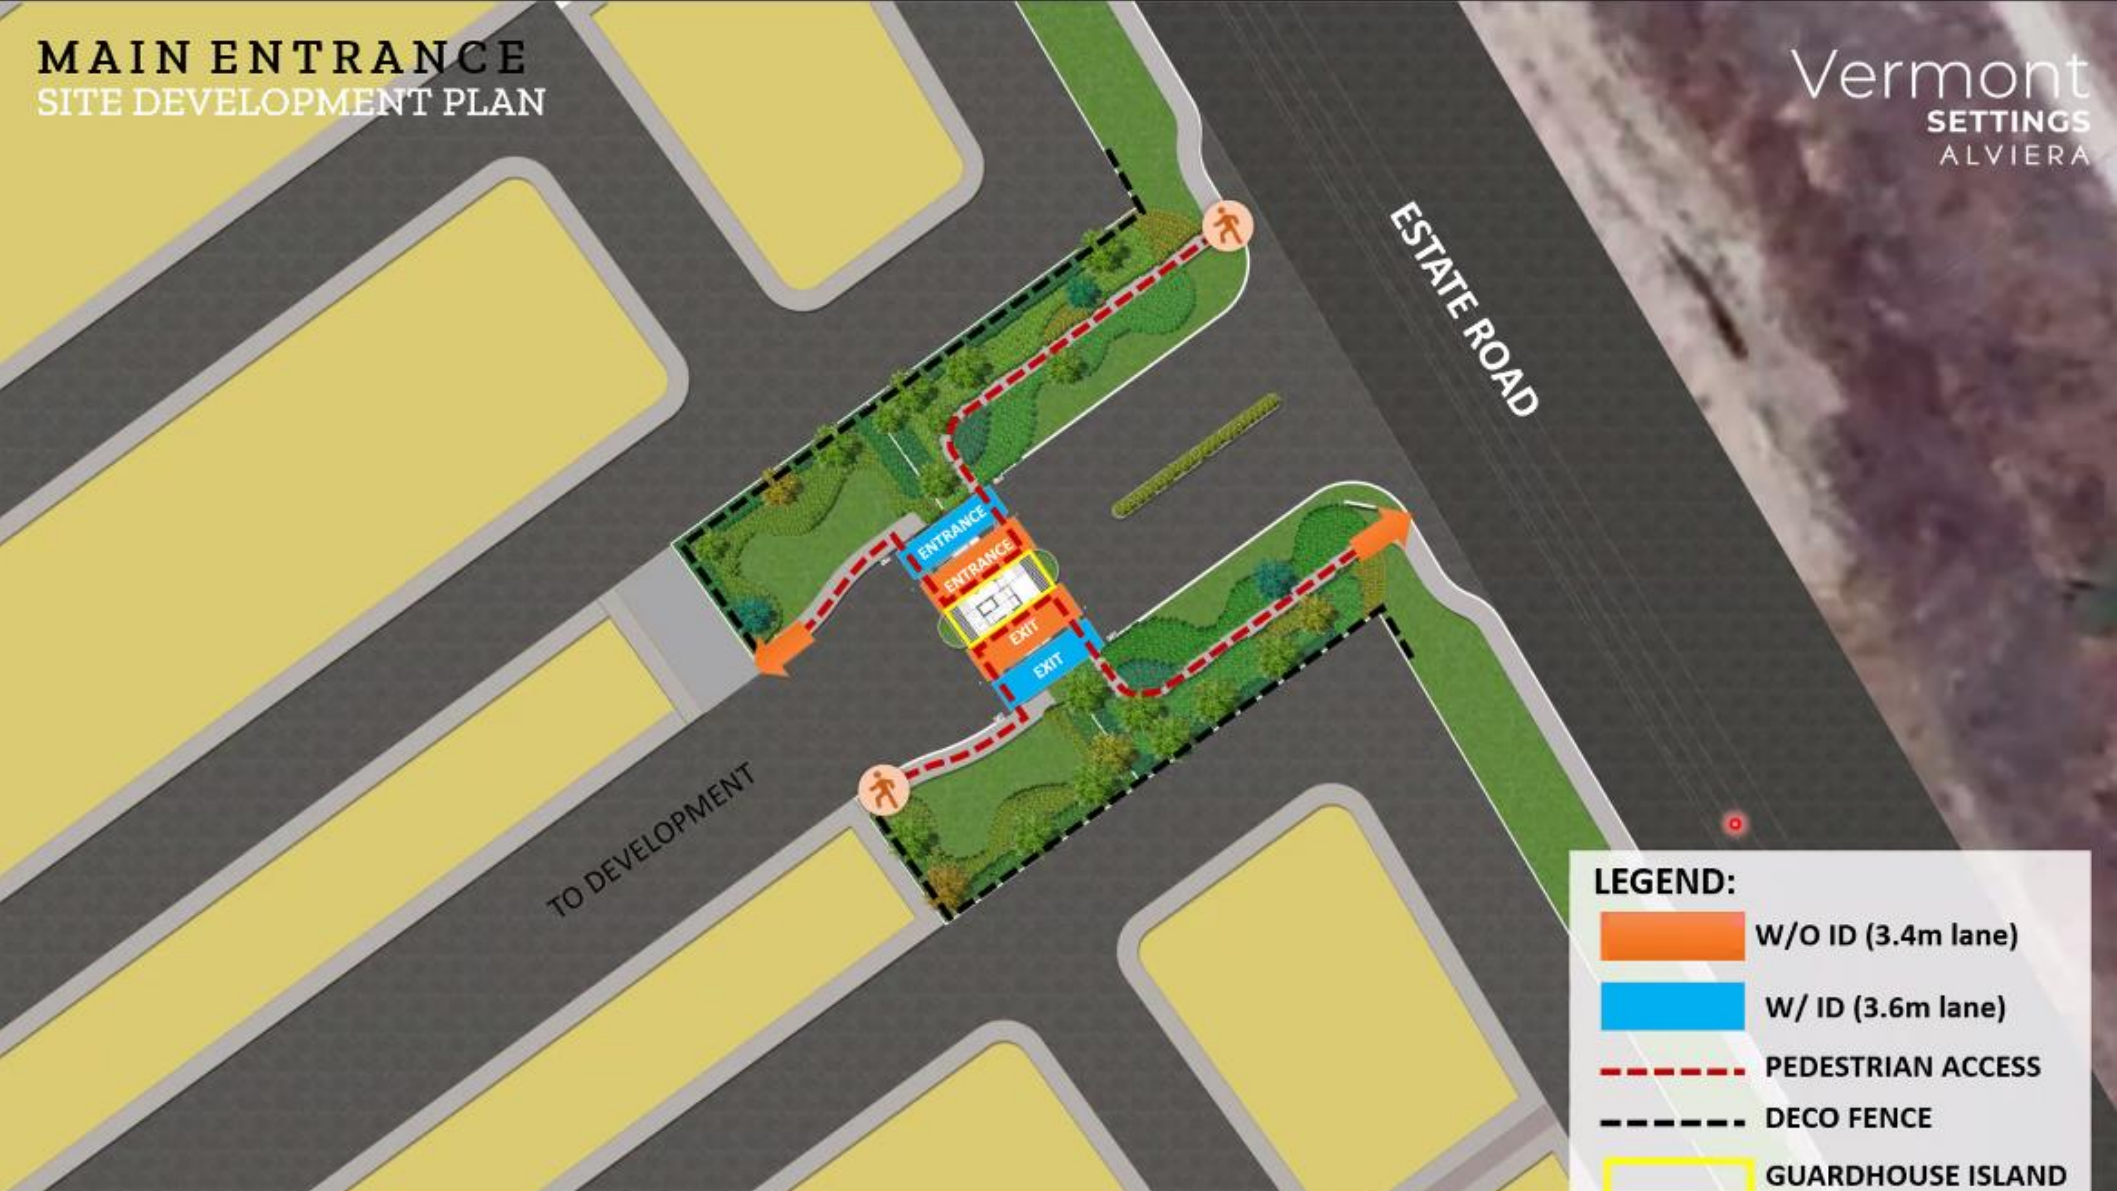 MAIN ENTRANCE
SITE DEVELOPMENT PLAN
Vermont
SETTINGS
ALVIERA
ESTATE ROAD
ENTRANCE
ENTRANCE
EXIT
EXIT
TO DEVELOPMENT
LEGEND:
W/O ID (3.4m lane)
W/ ID (3.6m lane)
PEDESTRIAN ACCESS
DECO FENCE
GUARDHOUSE ISLAND